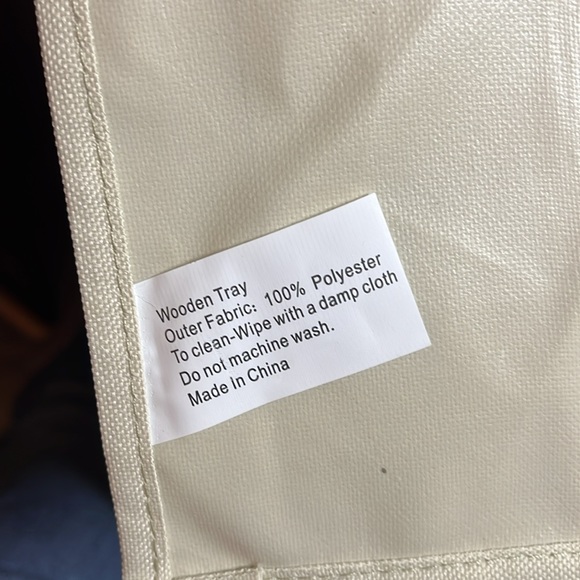 Wooden Tray
Outer Fabric: 100% Polyester
To clean-Wipe with a damp cloth
Do not machine wash.
Made In China